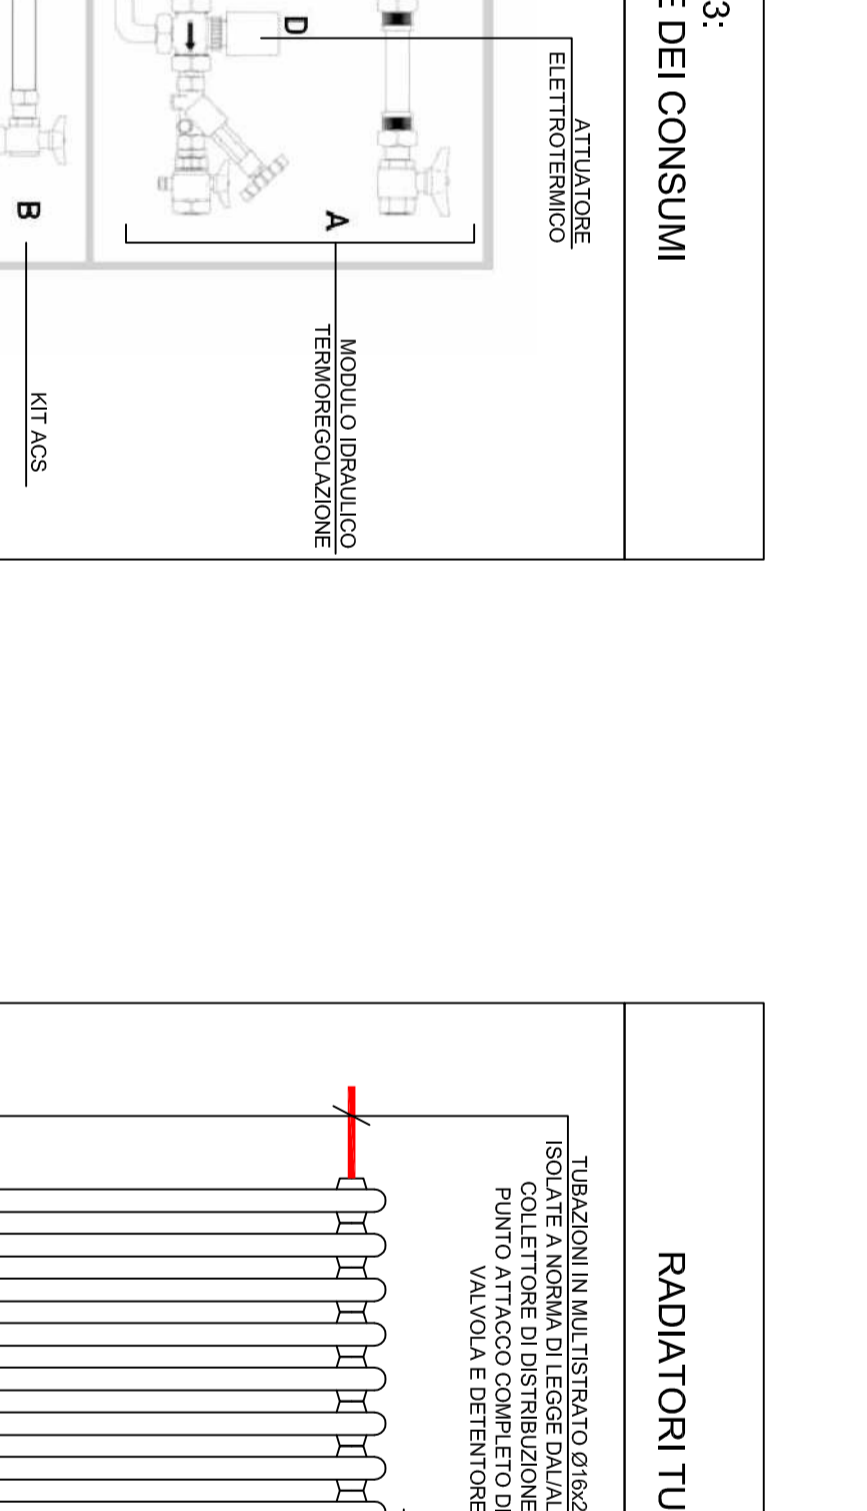 3:
E DEI CONSUMI
ATTUATORE
ELETTROTERMICO
D
A
MODULO IDRAULICO
TERMOREGOLAZIONE
B
KIT ACS
RADIATORI TU
TUBAZIONI IN MULTISTRATO Ø16x2
ISOLATE A NORMA DI LEGGE DAL/AL
COLLETTORE DI DISTRIBUZIONE
PUNTO ATTACCO COMPLETO DI
VALVOLA E DETENTORE